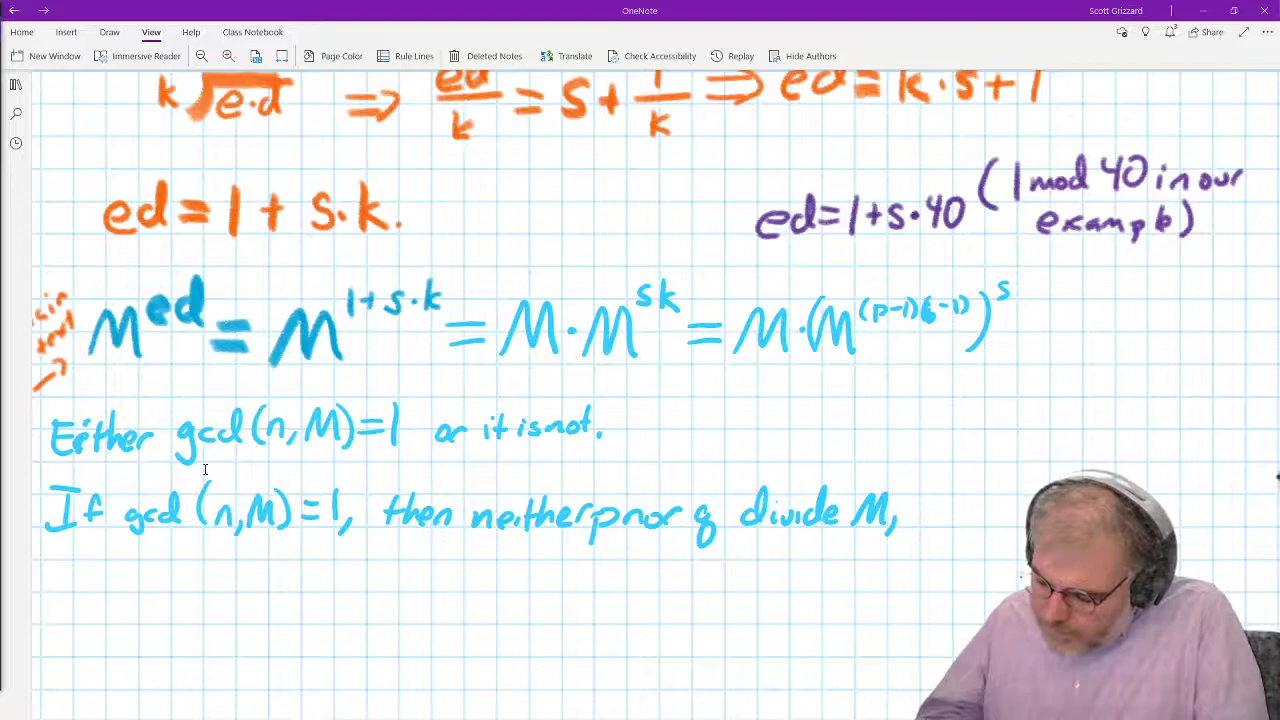 OneNote
Scott Grizzard
Home Insert Draw View Help Class Notebook
Share
New Window Immersive Reader Page Color Rule Lines Deleted Notes Translate Check Accessibility Replay Hide Authors
k √e·d ⇒ ed/k = s + 1/k ⇒ ed = k·s+1
ed = 1 + s·k.
ed=1+s·40 (1 mod 40 in our
example)
M^ed = M^(1+s·k) = M·M^(sk) = M·(M^((p-1)(q-1)))^s
Either gcd(n, M)=1 or it is not.
If gcd (n,M)=1, then neither p nor q divide M,